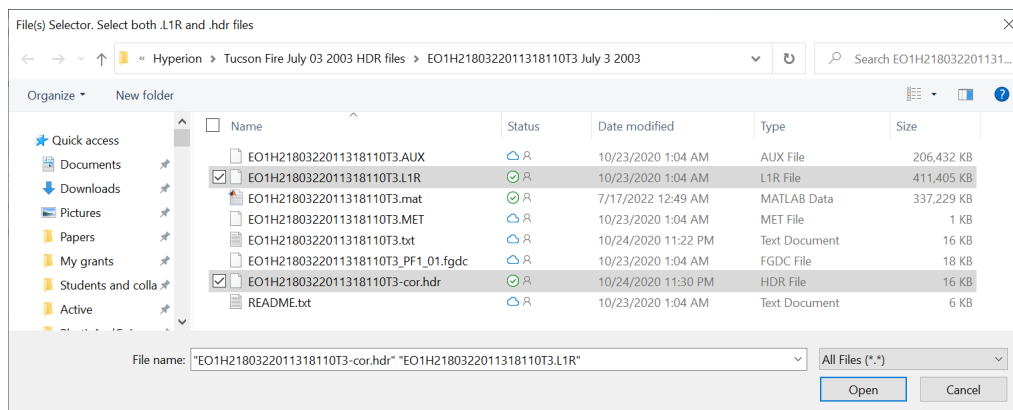 File(s) Selector. Select both .L1R and .hdr files
« Hyperion > Tucson Fire July 03 2003 HDR files > EO1H2180322011318110T3 July 3 2003
Search EO1H218032201131...
Organize New folder
Name Status Date modified Type Size
Quick access
Documents
Downloads
Pictures
Papers
My grants
Students and colla
Active
EO1H2180322011318110T3.AUX 10/23/2020 1:04 AM AUX File 206,432 KB
EO1H2180322011318110T3.L1R 10/23/2020 1:04 AM L1R File 411,405 KB
EO1H2180322011318110T3.mat 7/17/2022 12:49 AM MATLAB Data 337,229 KB
EO1H2180322011318110T3.MET 10/23/2020 1:04 AM MET File 1 KB
EO1H2180322011318110T3.txt 10/24/2020 11:22 PM Text Document 16 KB
EO1H2180322011318110T3_PF1_01.fgdc 10/23/2020 1:04 AM FGDC File 18 KB
EO1H2180322011318110T3-cor.hdr 10/24/2020 11:30 PM HDR File 16 KB
README.txt 10/23/2020 1:04 AM Text Document 6 KB
File name: "EO1H2180322011318110T3-cor.hdr" "EO1H2180322011318110T3.L1R" All Files (*.*)
Open Cancel